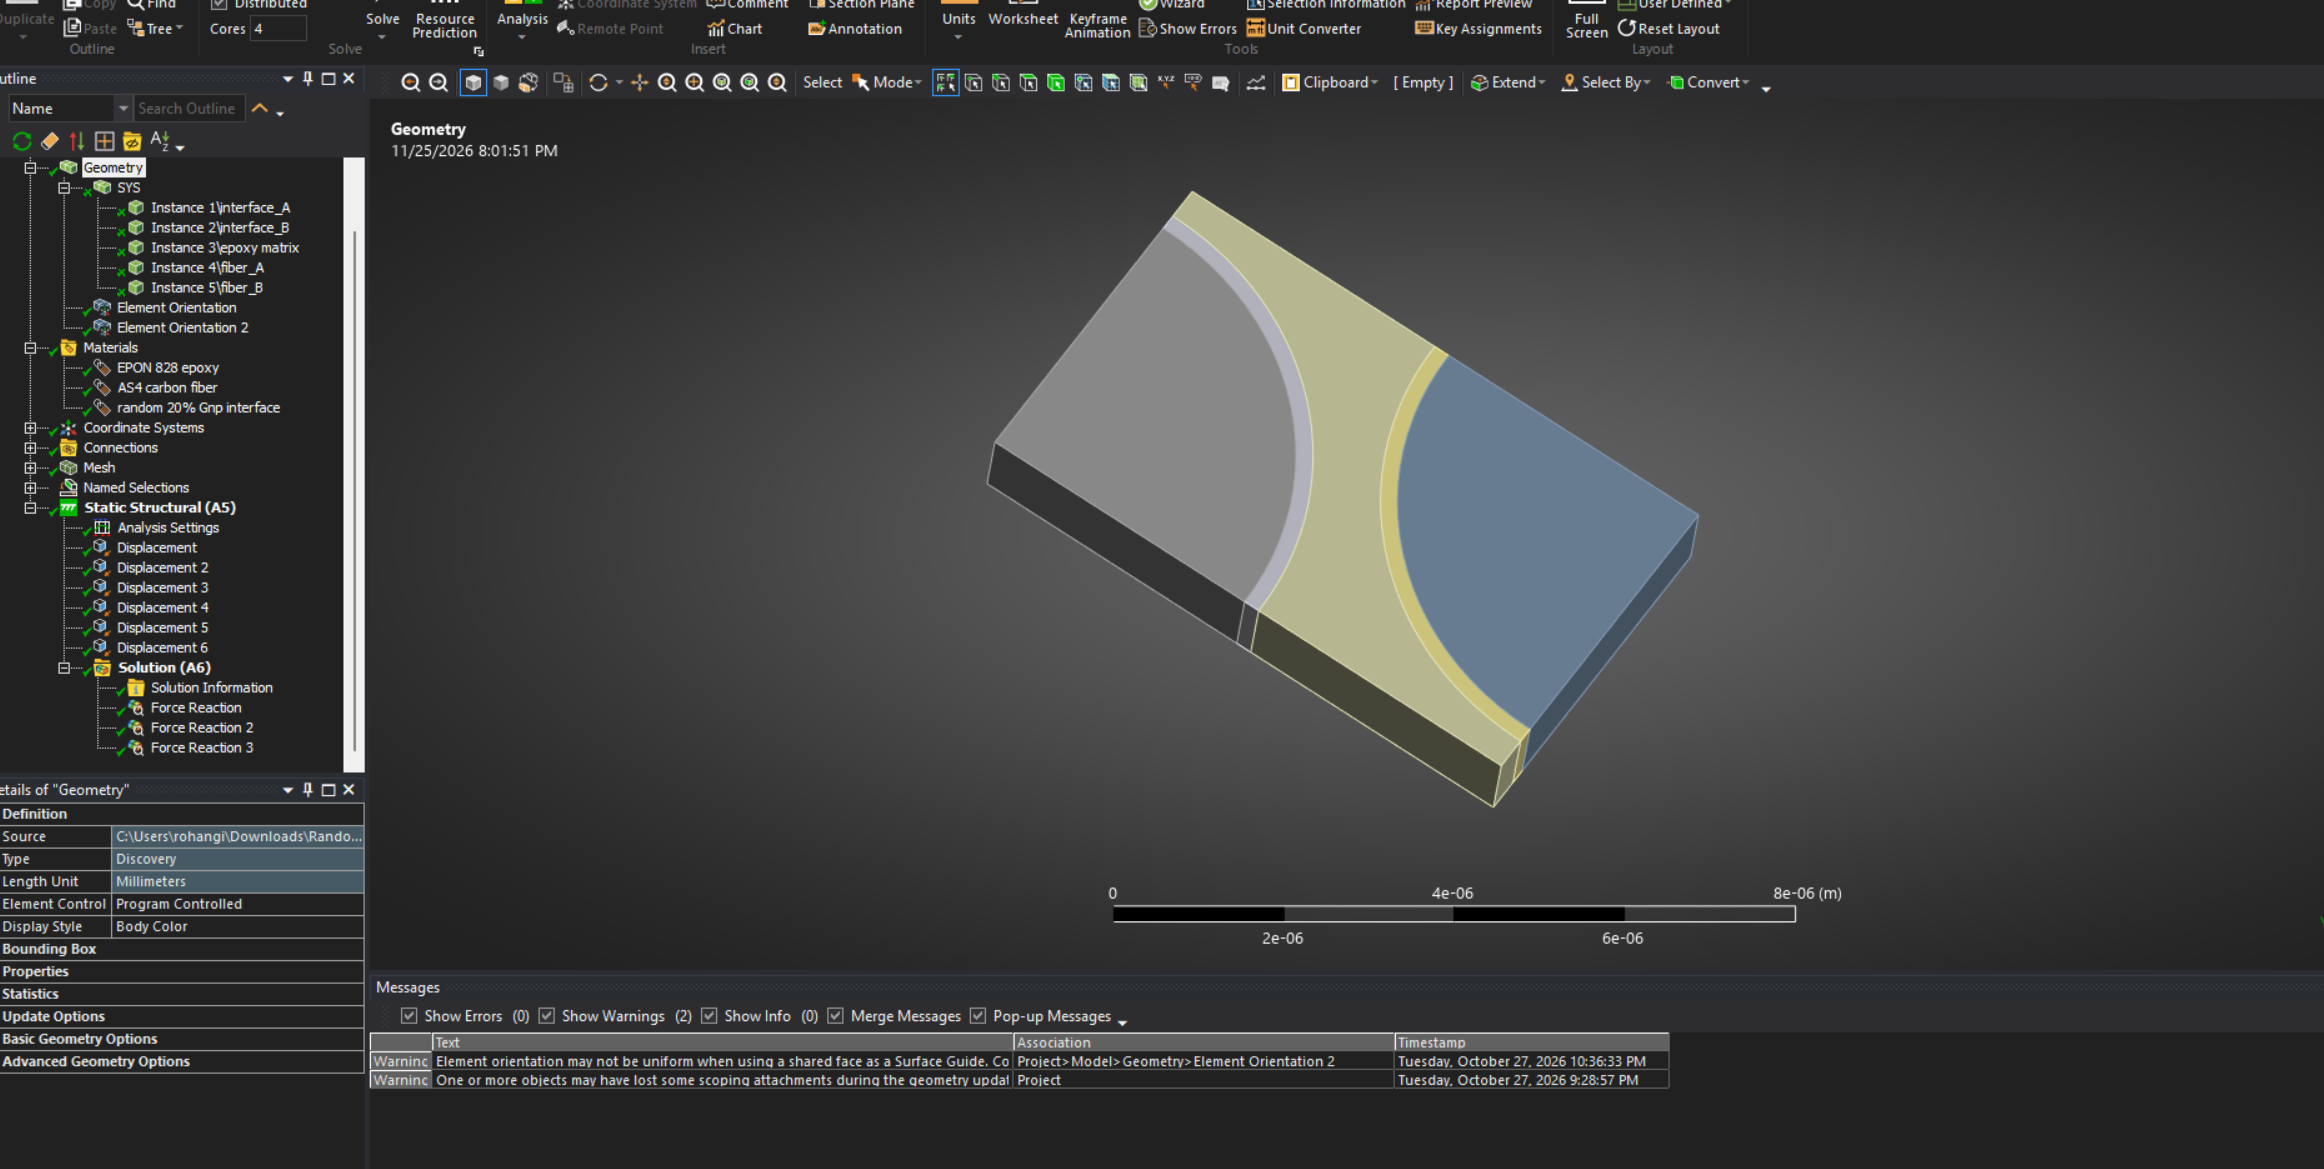 Duplicate
Copy
Find
Paste
Tree
Outline
Distributed
Cores 4
Solve
Resource
Prediction
Solve
Analysis
Coordinate System
Remote Point
Comment
Chart
Section Plane
Annotation
Insert
Units
Worksheet
Keyframe
Animation
Wizard
Show Errors
Selection Information
Unit Converter
Report Preview
Key Assignments
Tools
Full
Screen
User Defined
Reset Layout
Layout
utline
Name
Search Outline
Select
Mode
Clipboard
[ Empty ]
Extend
Select By
Convert
Geometry
SYS
Instance 1\interface_A
Instance 2\interface_B
Instance 3\epoxy matrix
Instance 4\fiber_A
Instance 5\fiber_B
Element Orientation
Element Orientation 2
Materials
EPON 828 epoxy
AS4 carbon fiber
random 20% Gnp interface
Coordinate Systems
Connections
Mesh
Named Selections
Static Structural (A5)
Analysis Settings
Displacement
Displacement 2
Displacement 3
Displacement 4
Displacement 5
Displacement 6
Solution (A6)
Solution Information
Force Reaction
Force Reaction 2
Force Reaction 3
Geometry
11/25/2026 8:01:51 PM
0
4e-06
8e-06 (m)
2e-06
6e-06
etails of "Geometry"
Definition
Source C:\Users\rohangi\Downloads\Rando...
Type Discovery
Length Unit Millimeters
Element Control Program Controlled
Display Style Body Color
Bounding Box
Properties
Statistics
Update Options
Basic Geometry Options
Advanced Geometry Options
Messages
Show Errors (0) Show Warnings (2) Show Info (0) Merge Messages Pop-up Messages
Text Association Timestamp
Warning Element orientation may not be uniform when using a shared face as a Surface Guide. Co Project>Model>Geometry>Element Orientation 2 Tuesday, October 27, 2026 10:36:33 PM
Warning One or more objects may have lost some scoping attachments during the geometry updat Project Tuesday, October 27, 2026 9:28:57 PM